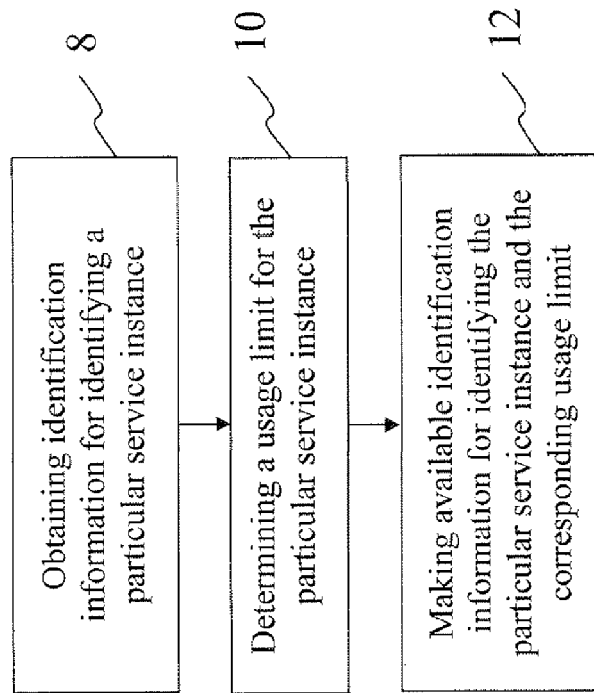 Obtaining identification
information for identifying a
particular service instance
8
Determining a usage limit for the
particular service instance
10
Making available identification
information for identifying the
particular service instance and the
corresponding usage limit
12